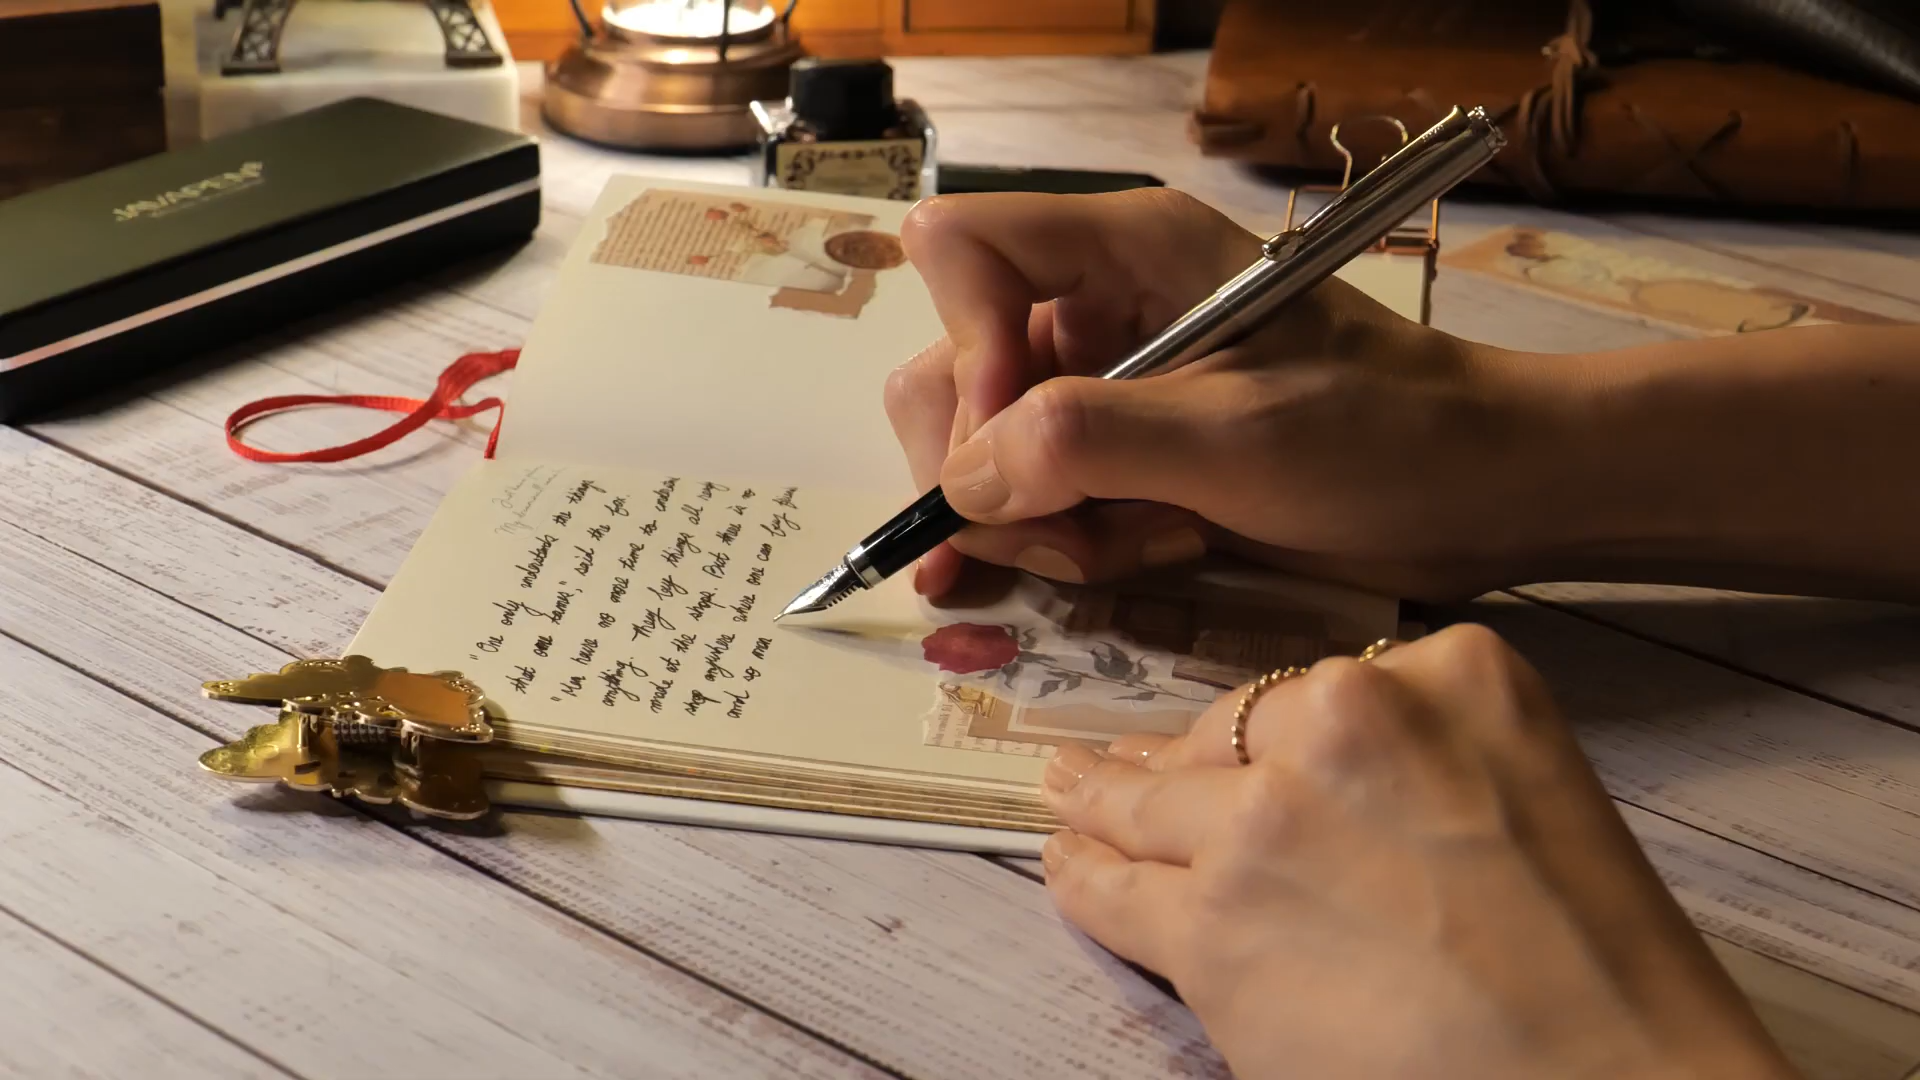 JAVAPEN
"One only understands the things
that one tames," said the fox.
"Men have no more time to understand
anything. They buy things all ready
made at the shops. But there is no
shop anywhere where one can buy
and so men